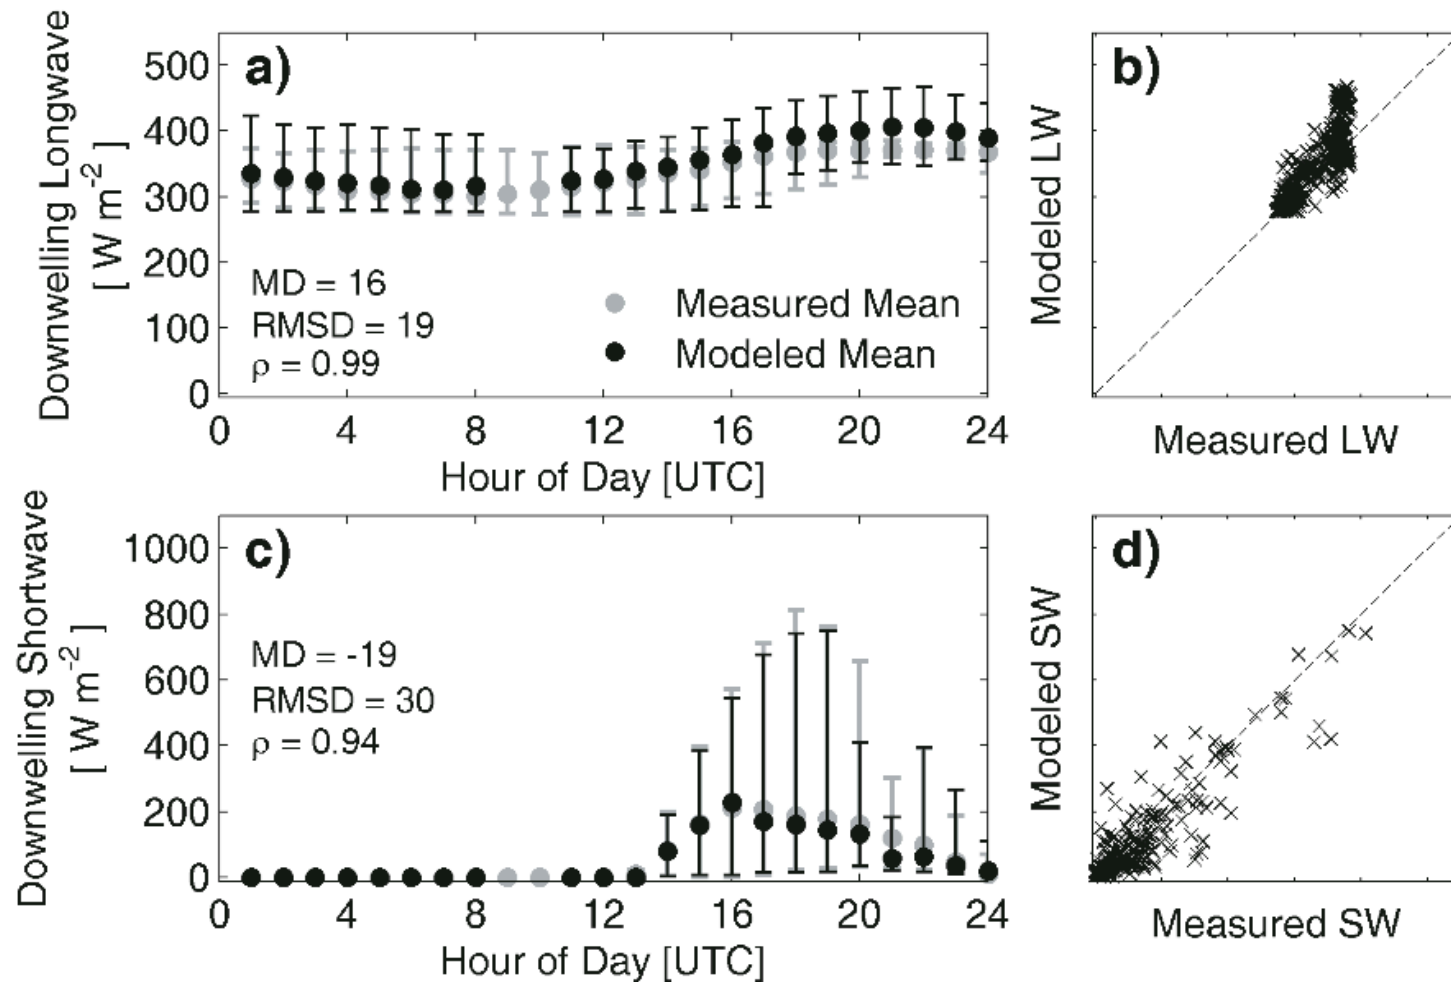 Downwelling Longwave
[ W m⁻² ]
500
400
300
200
100
0
a)
MD = 16
RMSD = 19
ρ = 0.99
Measured Mean
Modeled Mean
0 4 8 12 16 20 24
Hour of Day [UTC]
b)
Modeled LW
Measured LW
Downwelling Shortwave
[ W m⁻² ]
1000
800
600
400
200
0
c)
MD = -19
RMSD = 30
ρ = 0.94
0 4 8 12 16 20 24
Hour of Day [UTC]
d)
Modeled SW
Measured SW